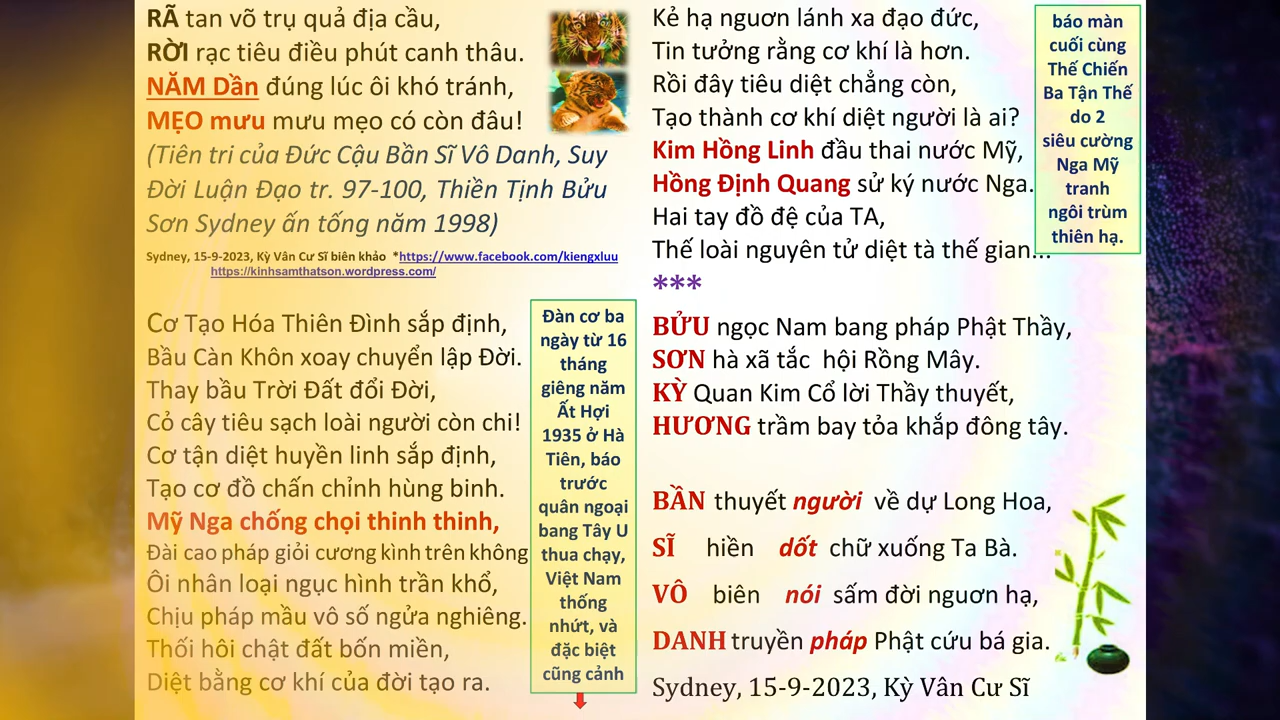 RÃ tan võ trụ quả địa cầu,
RỜI rạc tiêu điều phút canh thâu.
NĂM Dần đúng lúc ôi khó tránh,
MẸO mưu mưu mẹo có còn đâu!
(Tiên tri của Đức Cậu Bần Sĩ Vô Danh, Suy
Đời Luận Đạo tr. 97-100, Thiền Tịnh Bửu
Sơn Sydney ấn tống năm 1998)
Sydney, 15-9-2023, Kỳ Vân Cư Sĩ biên khảo *https://www.facebook.com/kiengxluu
https://kinhsamthatson.wordpress.com/
Cơ Tạo Hóa Thiên Đình sắp định,
Bầu Càn Khôn xoay chuyển lập Đời.
Thay bầu Trời Đất đổi Đời,
Cỏ cây tiêu sạch loài người còn chi!
Cơ tận diệt huyền linh sắp định,
Tạo cơ đồ chấn chỉnh hùng binh.
Mỹ Nga chống chọi thinh thinh,
Đài cao pháp giỏi cương kình trên không
Ôi nhân loại ngục hình trần khổ,
Chịu pháp mầu vô số ngửa nghiêng.
Thối hôi chật đất bốn miền,
Diệt bằng cơ khí của đời tạo ra.
Đàn cơ ba
ngày từ 16
tháng
giêng năm
Ất Hợi
1935 ở Hà
Tiên, báo
trước
quân ngoại
bang Tây U
thua chạy,
Việt Nam
thống
nhứt, và
đặc biệt
cũng cảnh
Kẻ hạ nguơn lánh xa đạo đức,
Tin tưởng rằng cơ khí là hơn.
Rồi đây tiêu diệt chẳng còn,
Tạo thành cơ khí diệt người là ai?
Kim Hồng Linh đầu thai nước Mỹ,
Hồng Định Quang sử ký nước Nga.
Hai tay đồ đệ của TA,
Thế loài nguyên tử diệt tà thế gian...
***
báo màn
cuối cùng
Thế Chiến
Ba Tận Thế
do 2
siêu cường
Nga Mỹ
tranh
ngôi trùm
thiên hạ.
BỬU ngọc Nam bang pháp Phật Thầy,
SƠN hà xã tắc hội Rồng Mây.
KỲ Quan Kim Cổ lời Thầy thuyết,
HƯƠNG trầm bay tỏa khắp đông tây.
BẦN thuyết người về dự Long Hoa,
SĨ hiền dốt chữ xuống Ta Bà.
VÔ biên nói sấm đời nguơn hạ,
DANH truyền pháp Phật cứu bá gia.
Sydney, 15-9-2023, Kỳ Vân Cư Sĩ